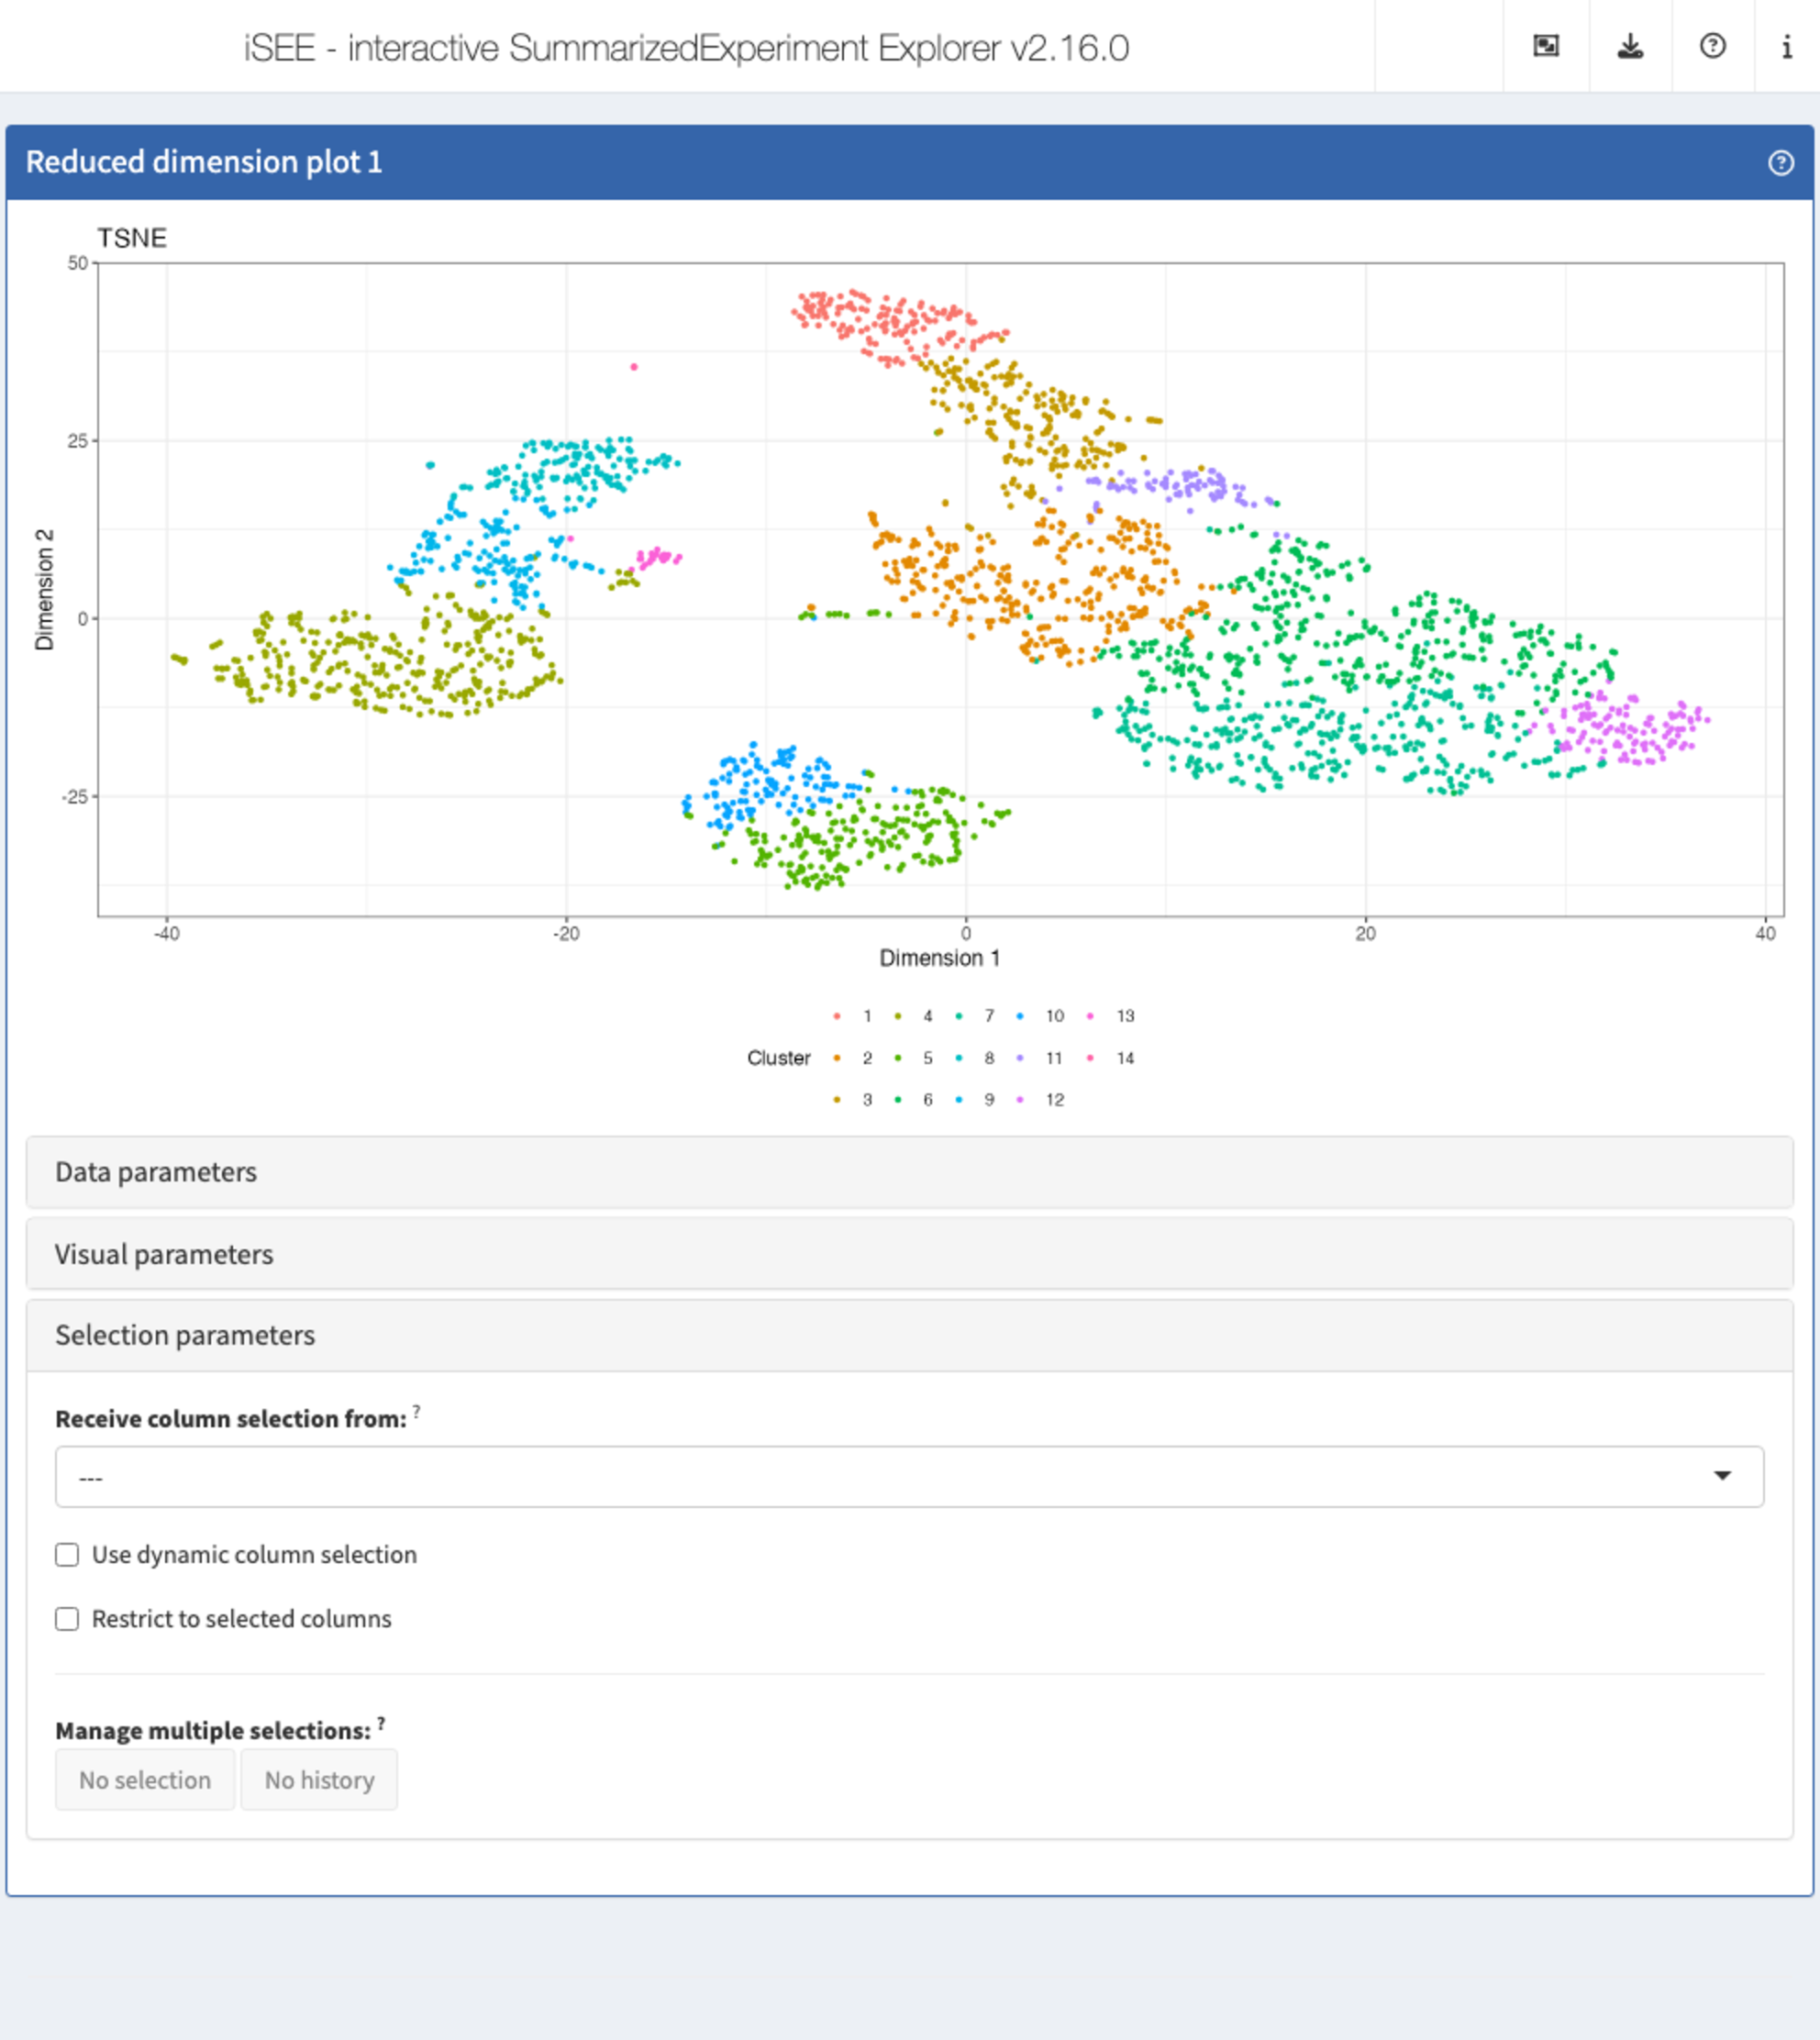 iSEE - interactive SummarizedExperiment Explorer v2.16.0
Reduced dimension plot 1
TSNE
50
25
0
-25
Dimension 2
-40 -20 0 20 40
Dimension 1
Cluster
1 4 7 10 13
2 5 8 11 14
3 6 9 12
Data parameters
Visual parameters
Selection parameters
Receive column selection from: ?
---
Use dynamic column selection
Restrict to selected columns
Manage multiple selections: ?
No selection No history